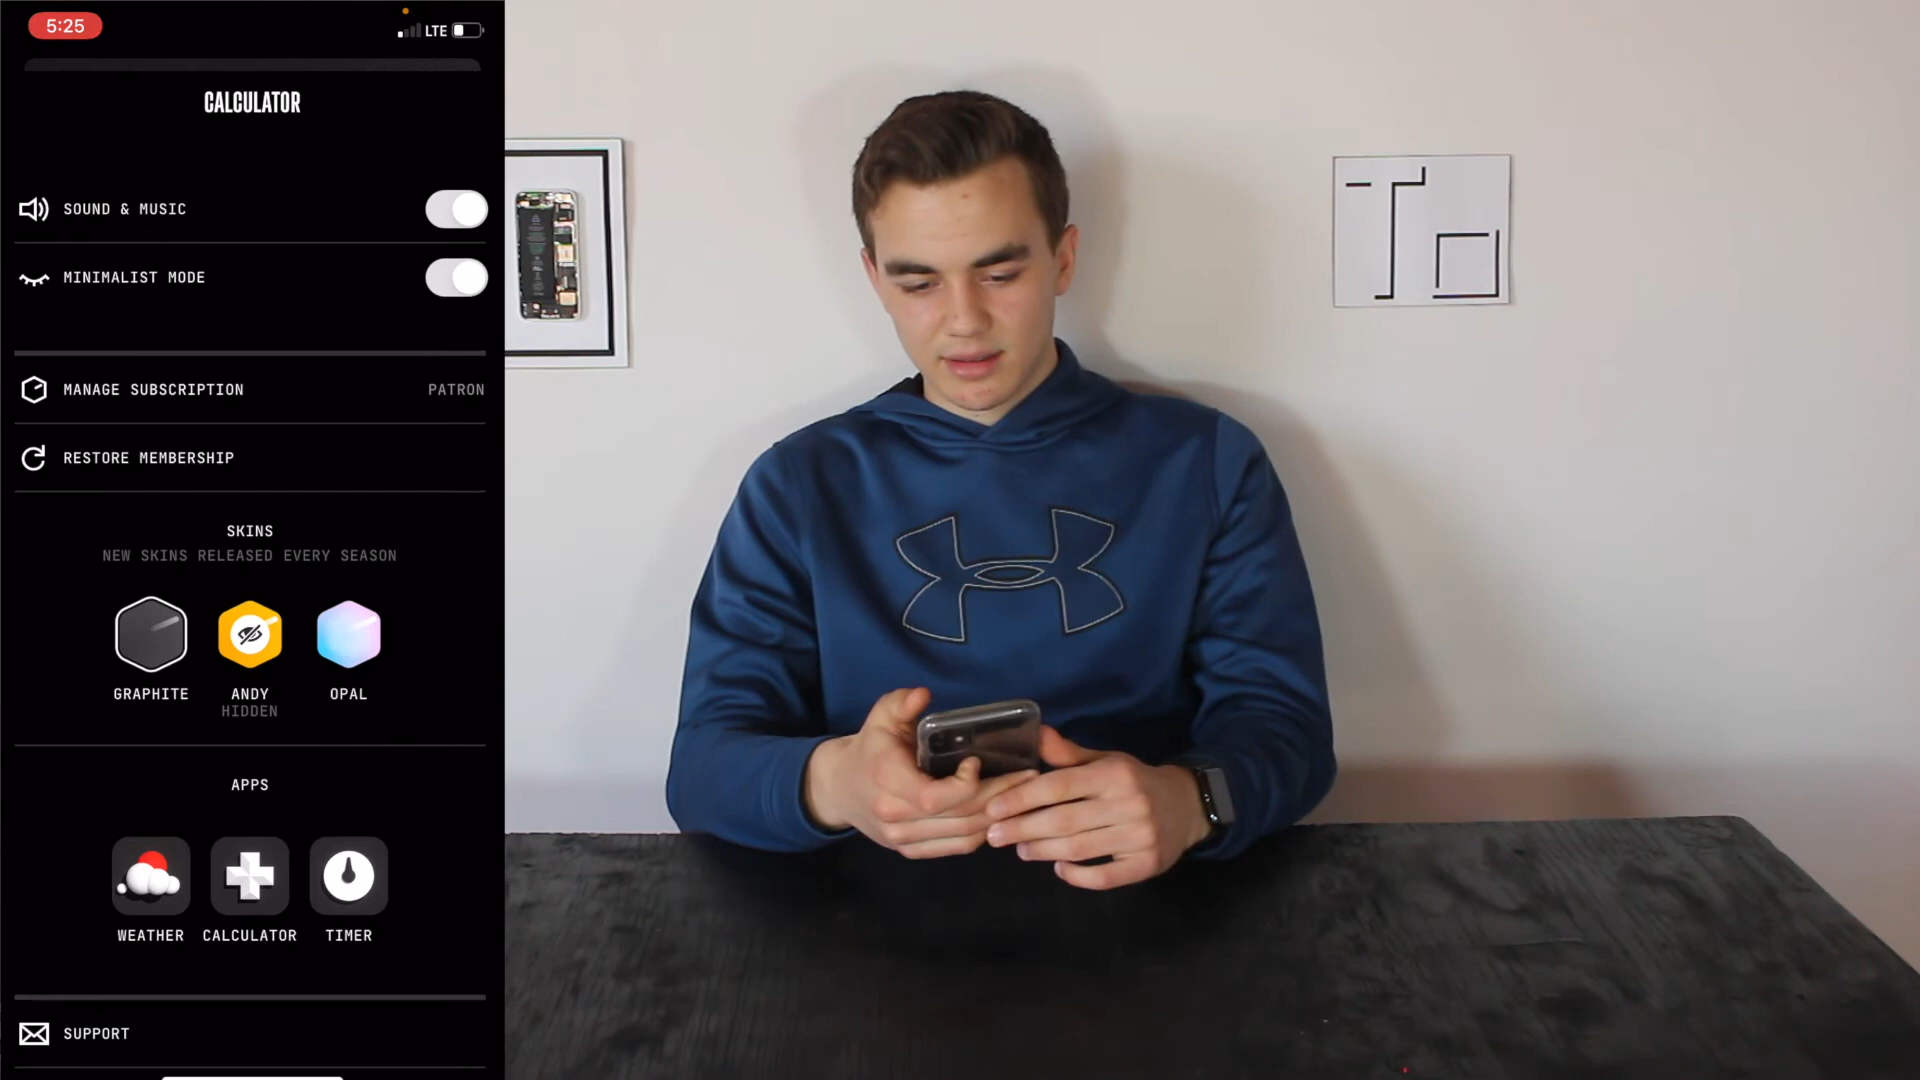 5:25
LTE
CALCULATOR
SOUND & MUSIC
MINIMALIST MODE
MANAGE SUBSCRIPTION PATRON
RESTORE MEMBERSHIP
SKINS
NEW SKINS RELEASED EVERY SEASON
GRAPHITE ANDY OPAL
HIDDEN
APPS
WEATHER CALCULATOR TIMER
SUPPORT